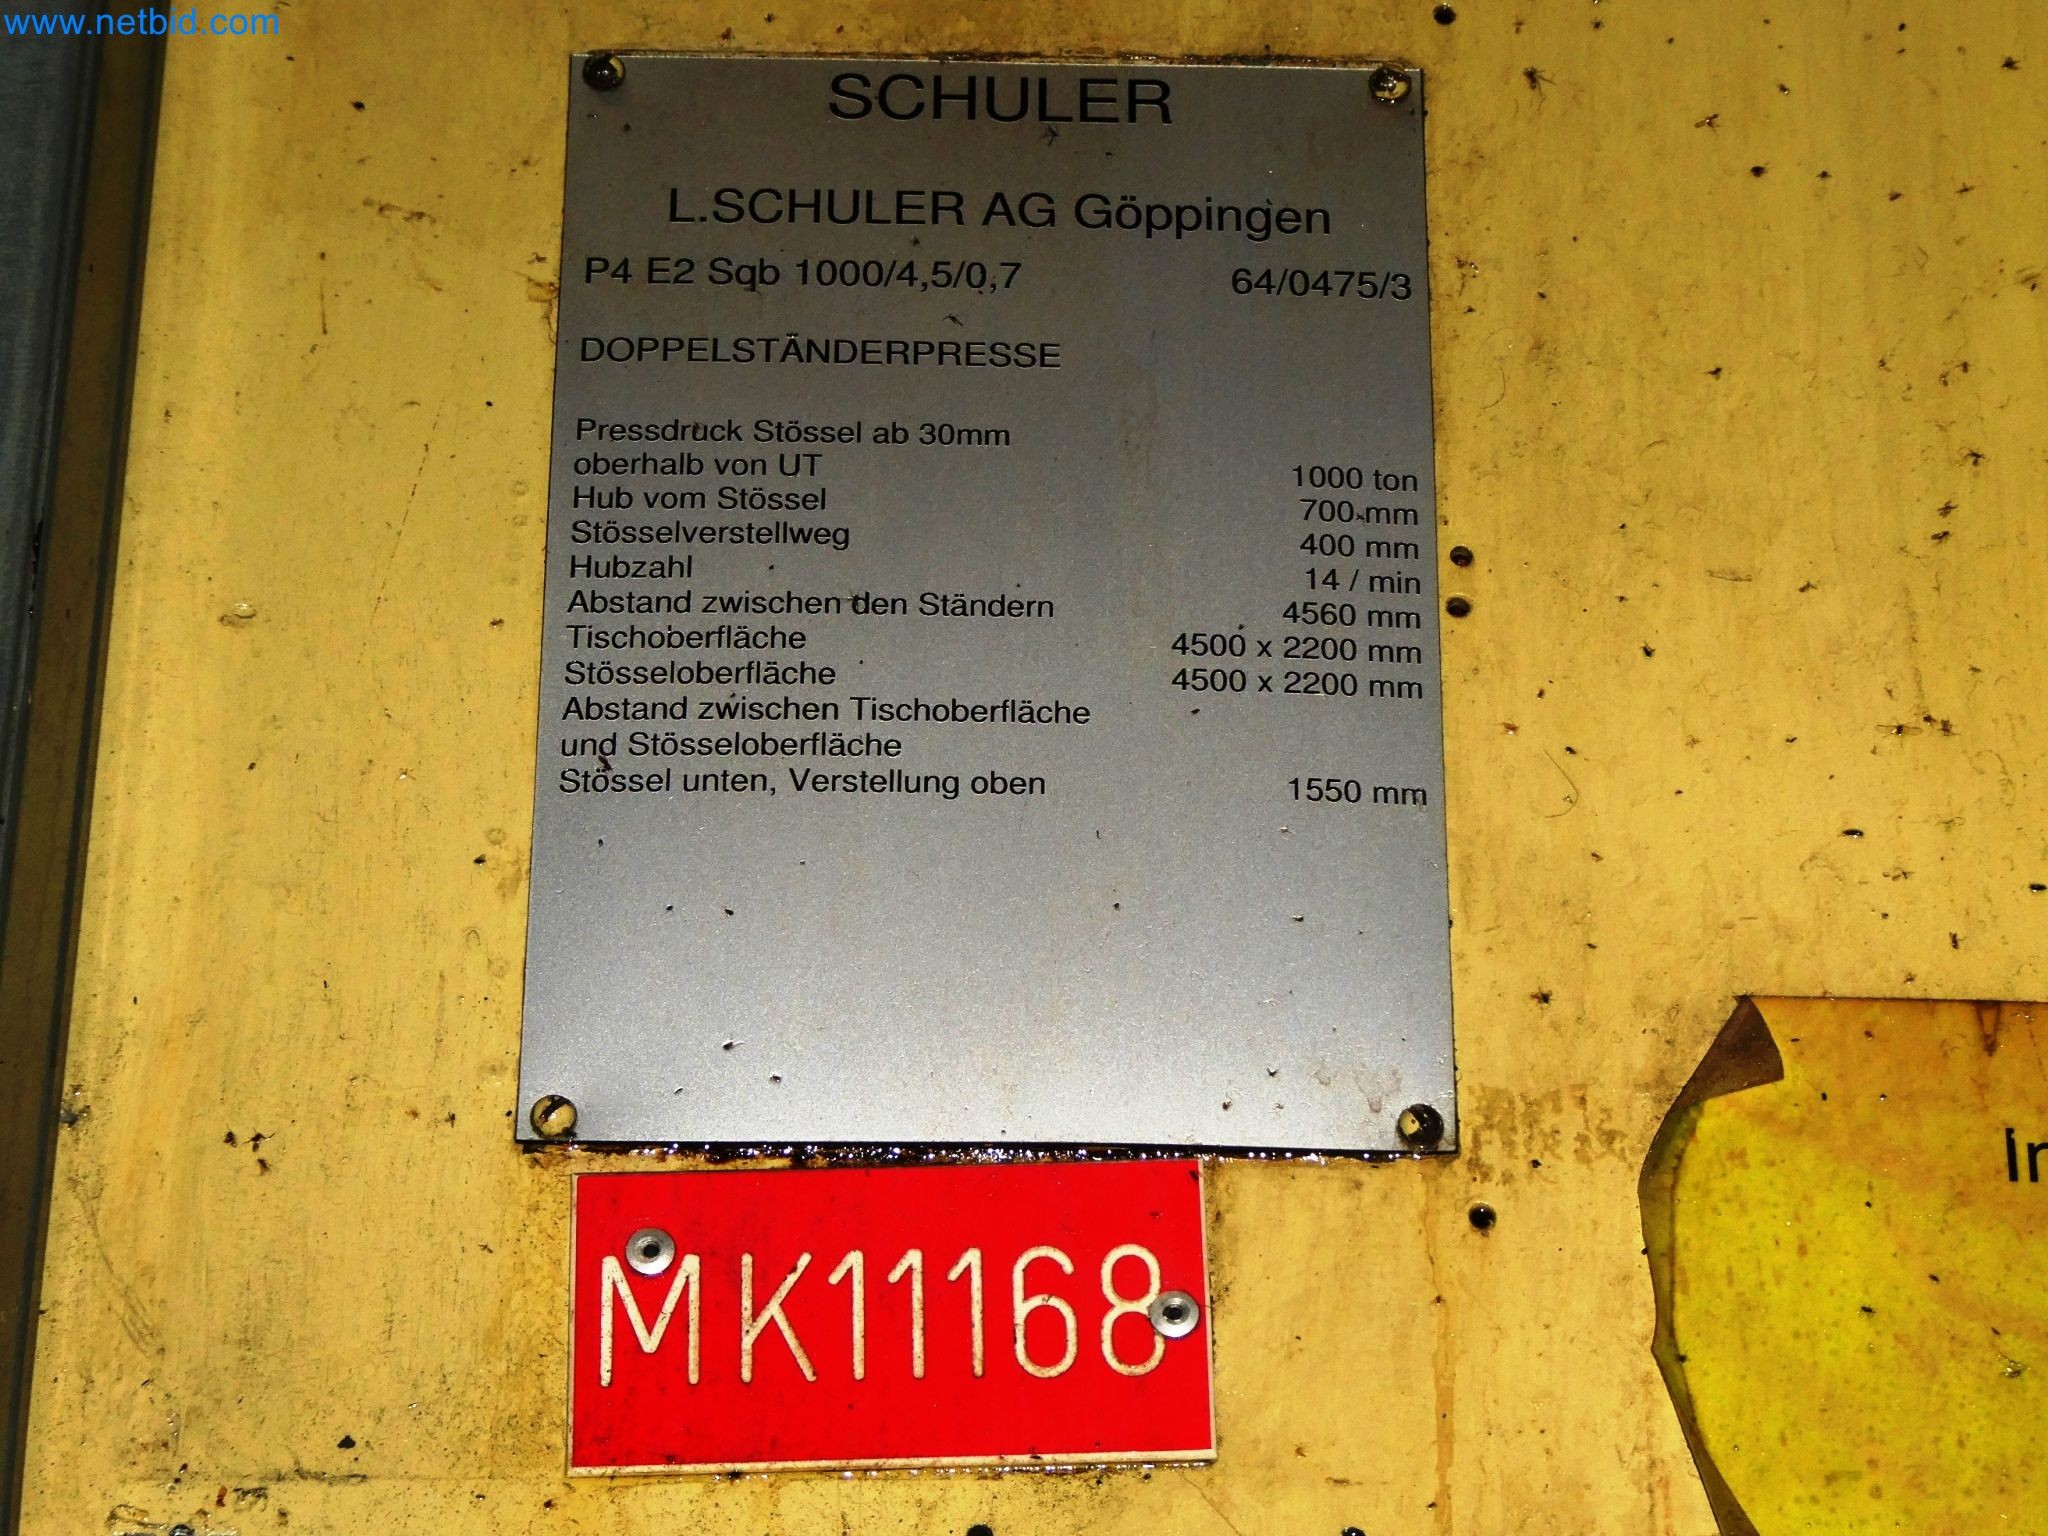 www.netbid.com
SCHULER
L.SCHULER AG Göppingen
P4 E2 Sqb 1000/4,5/0,7 64/0475/3
DOPPELSTÄNDERPRESSE
Pressdruck Stössel ab 30mm
oberhalb von UT 1000 ton
Hub vom Stössel 700 mm
Stösselverstellweg 400 mm
Hubzahl 14 / min
Abstand zwischen den Ständern 4560 mm
Tischoberfläche 4500 x 2200 mm
Stösseloberfläche 4500 x 2200 mm
Abstand zwischen Tischoberfläche
und Stösseloberfläche
Stössel unten, Verstellung oben 1550 mm
MK11168